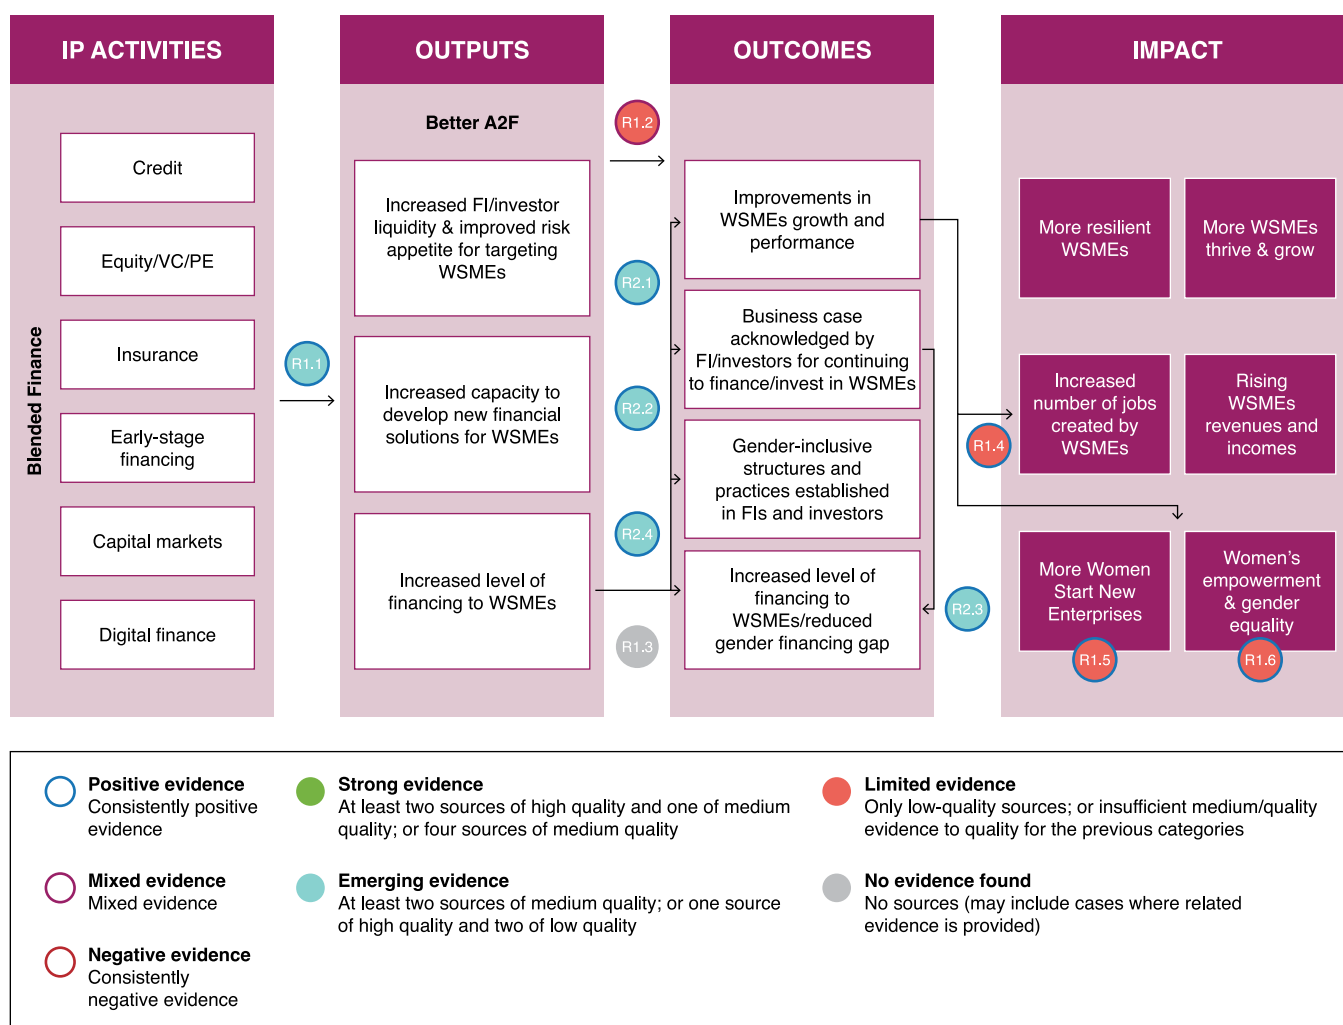 IP ACTIVITIES
OUTPUTS
OUTCOMES
IMPACT
Blended Finance
Credit
Equity/VC/PE
Insurance
Early-stage
financing
Capital markets
Digital finance
R1.1
Better A2F
Increased FI/investor
liquidity & improved risk
appetite for targeting
WSMEs
Increased capacity to
develop new financial
solutions for WSMEs
Increased level of
financing to WSMEs
R1.2
R2.1
R2.2
R2.4
R1.3
Improvements in
WSMEs growth and
performance
Business case
acknowledged by
FI/investors for continuing
to finance/invest in WSMEs
Gender-inclusive
structures and
practices established
in FIs and investors
Increased level of
financing to
WSMEs/reduced
gender financing gap
R1.4
R2.3
More resilient
WSMEs
More WSMEs
thrive & grow
Increased
number of jobs
created by
WSMEs
Rising
WSMEs
revenues and
incomes
More Women
Start New
Enterprises
R1.5
Women's
empowerment
& gender
equality
R1.6
Positive evidence
Consistently positive
evidence
Mixed evidence
Mixed evidence
Negative evidence
Consistently
negative evidence
Strong evidence
At least two sources of high quality and one of medium
quality; or four sources of medium quality
Emerging evidence
At least two sources of medium quality; or one source
of high quality and two of low quality
Limited evidence
Only low-quality sources; or insufficient medium/quality
evidence to quality for the previous categories
No evidence found
No sources (may include cases where related
evidence is provided)